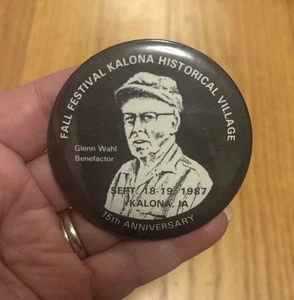 FALL FESTIVAL KALONA HISTORICAL VILLAGE
Glenn Wahl
Benefactor
SEPT. 18-19, 1987
KALONA, IA
15th ANNIVERSARY